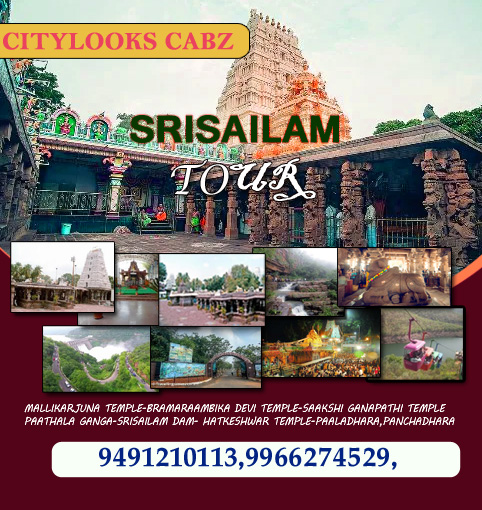 CITYLOOKS CABZ
SRISAILAM
TOUR
MALLIKARJUNA TEMPLE-BRAMARAAMBIKA DEVI TEMPLE-SAAKSHI GANAPATHI TEMPLE
PAATHALA GANGA-SRISAILAM DAM- HATKESHWAR TEMPLE-PAALADHARA,PANCHADHARA
9491210113,9966274529,